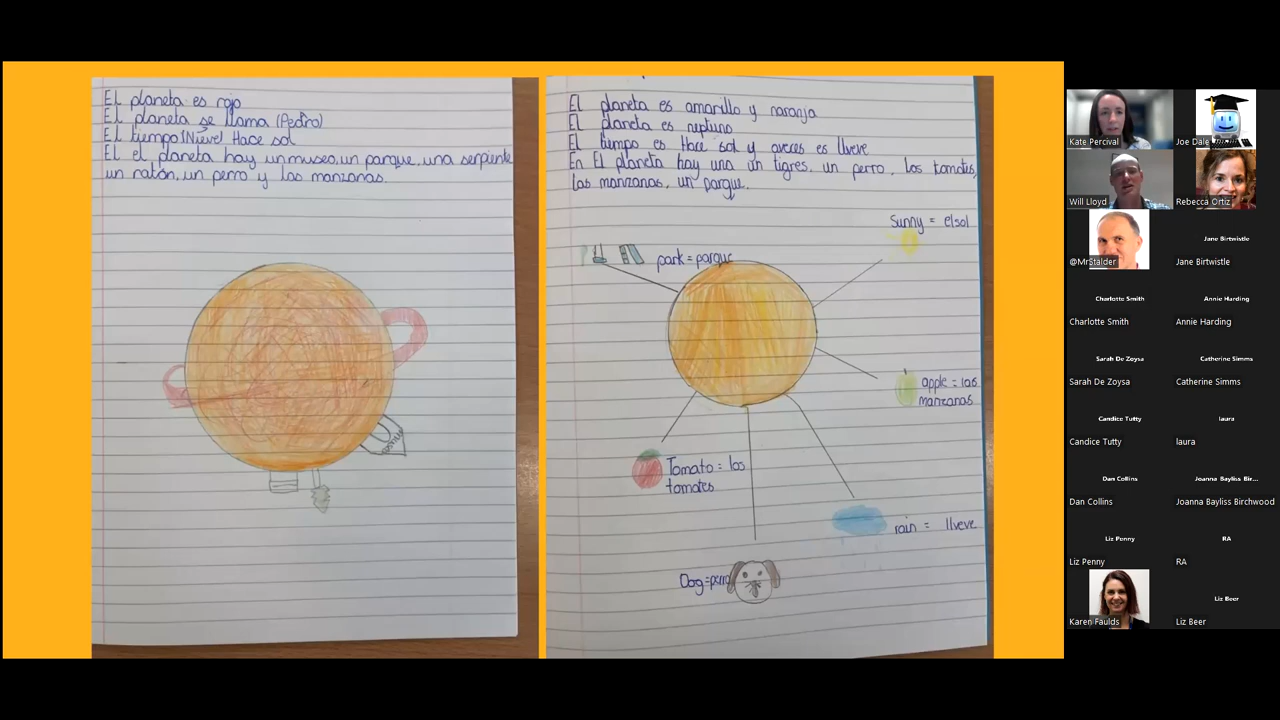 El planeta es rojo
El planeta se llama (Pedro)
El tiempo (Nieve) Hace sol
El et planeta hay un museo, un parque, una serpiente
un ratón, un perro y las manzanas.
museo
El planeta es amarillo y naranja
El planeta es neptuno
El tiempo es Hace sol y aveces es llveve
En El planeta hay una un tigres, un perro, los tomates,
las manzanas, un parque.
Sunny = el sol
park = parque
apple = las
manzanas
Tomato = los
tomates
rain = llveve
Dog = perro
Kate Percival
Joe Dale
Will Lloyd
Rebecca Ortiz
@MrStalder
Jane Birtwistle
Jane Birtwistle
Charlotte Smith
Annie Harding
Charlotte Smith
Annie Harding
Sarah De Zoysa
Catherine Simms
Sarah De Zoysa
Catherine Simms
Candice Tutty
laura
Candice Tutty
laura
Dan Collins
Joanna Bayliss Bir...
Dan Collins
Joanna Bayliss Birchwood
Liz Penny
RA
Liz Penny
RA
Liz Beer
Karen Faulds
Liz Beer